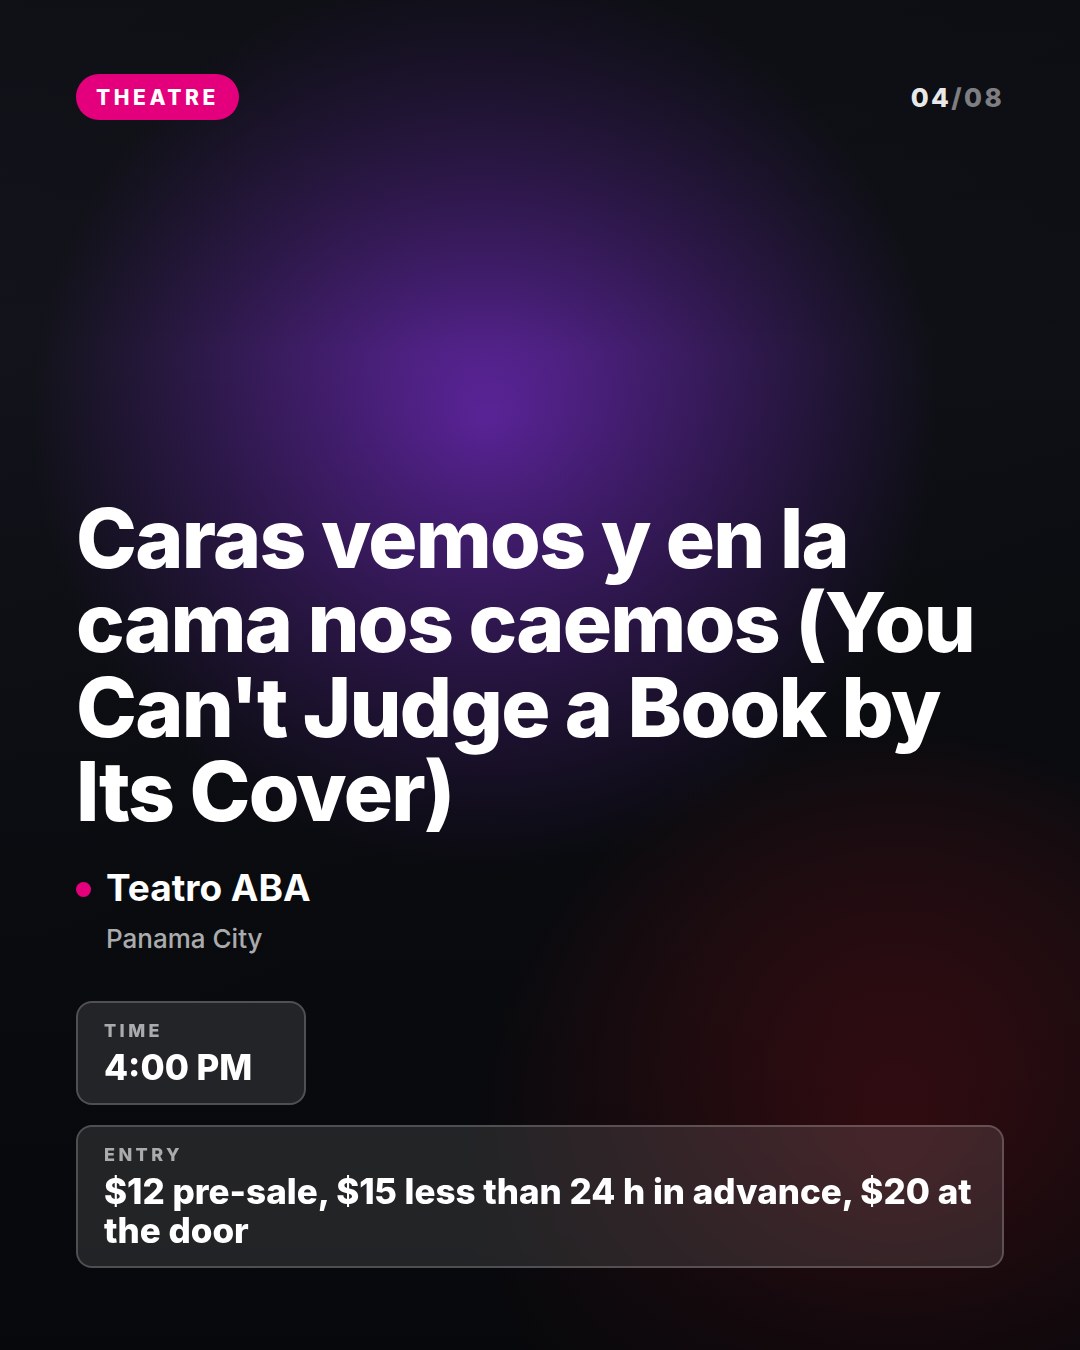 THEATRE
04/08
Caras vemos y en la
cama nos caemos (You
Can't Judge a Book by
Its Cover)
Teatro ABA
Panama City
TIME
4:00 PM
ENTRY
$12 pre-sale, $15 less than 24 h in advance, $20 at
the door